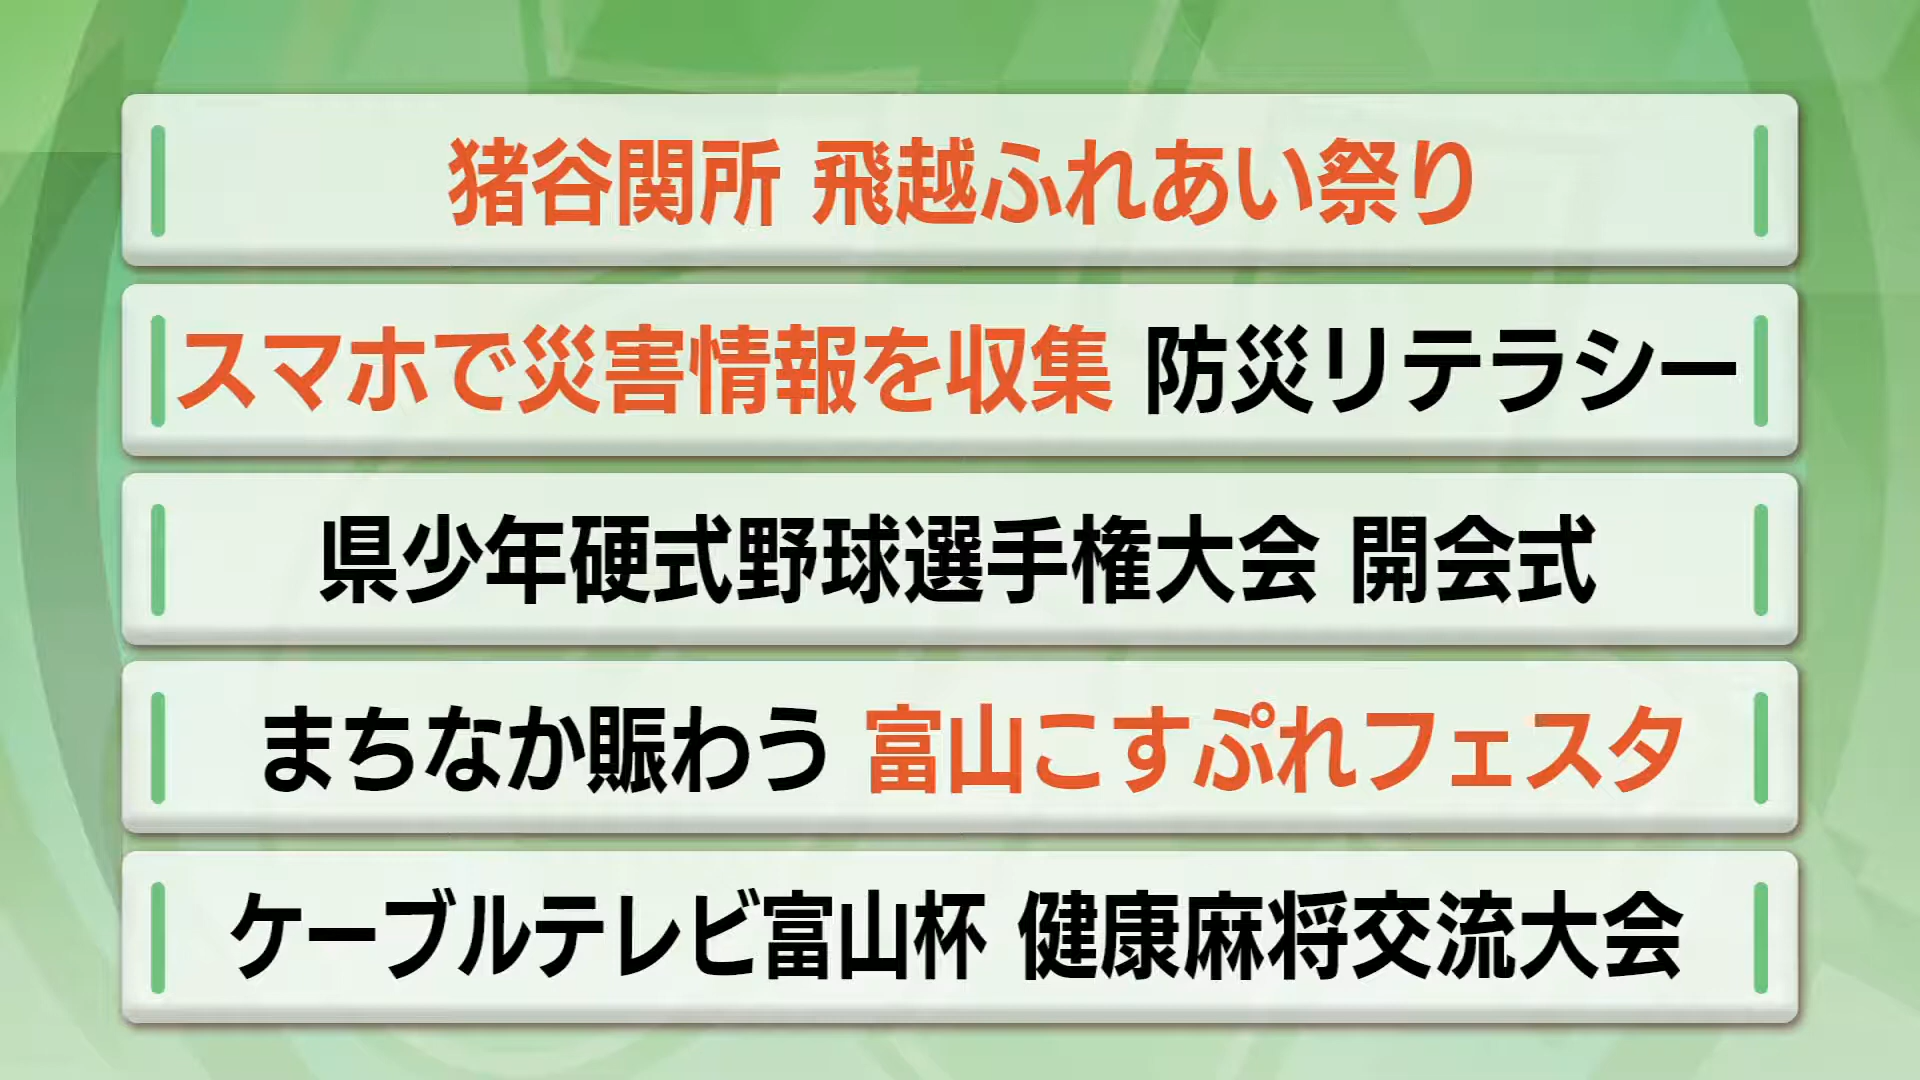 猪谷関所 飛越ふれあい祭り
スマホで災害情報を収集 防災リテラシー
県少年硬式野球選手権大会 開会式
まちなか賑わう 富山こすぷれフェスタ
ケーブルテレビ富山杯 健康麻将交流大会